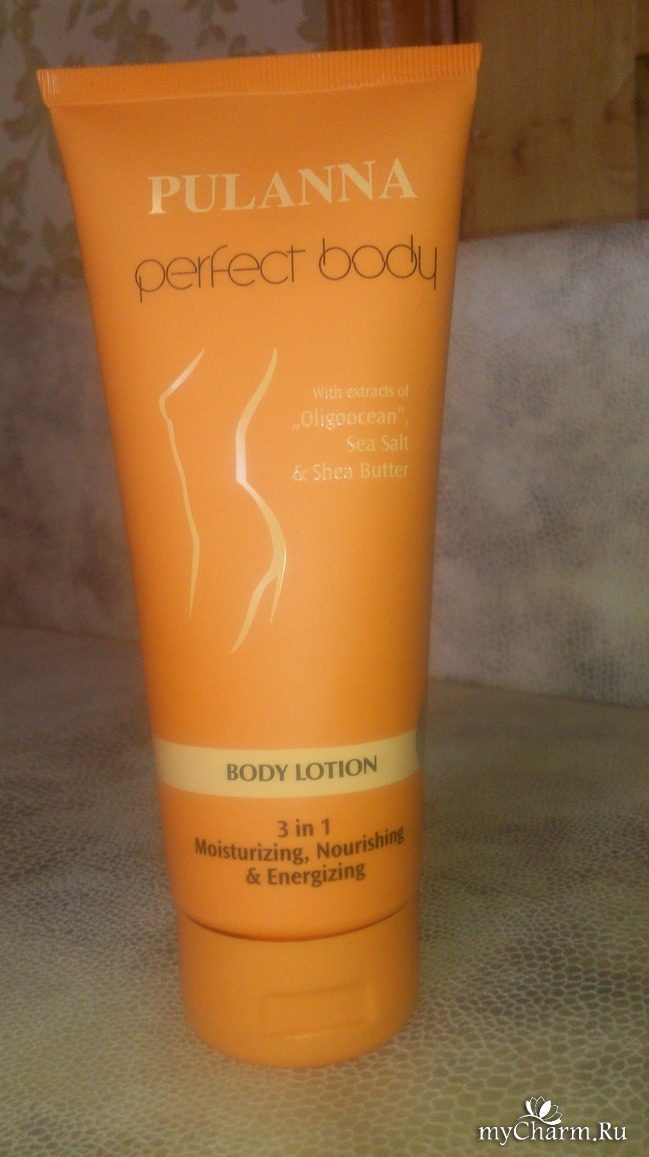 PULANNA
perfect body
With extracts of
„Oligoocean”,
Sea Salt
& Shea Butter
BODY LOTION
3 in 1
Moisturizing, Nourishing
& Energizing
myCharm.Ru